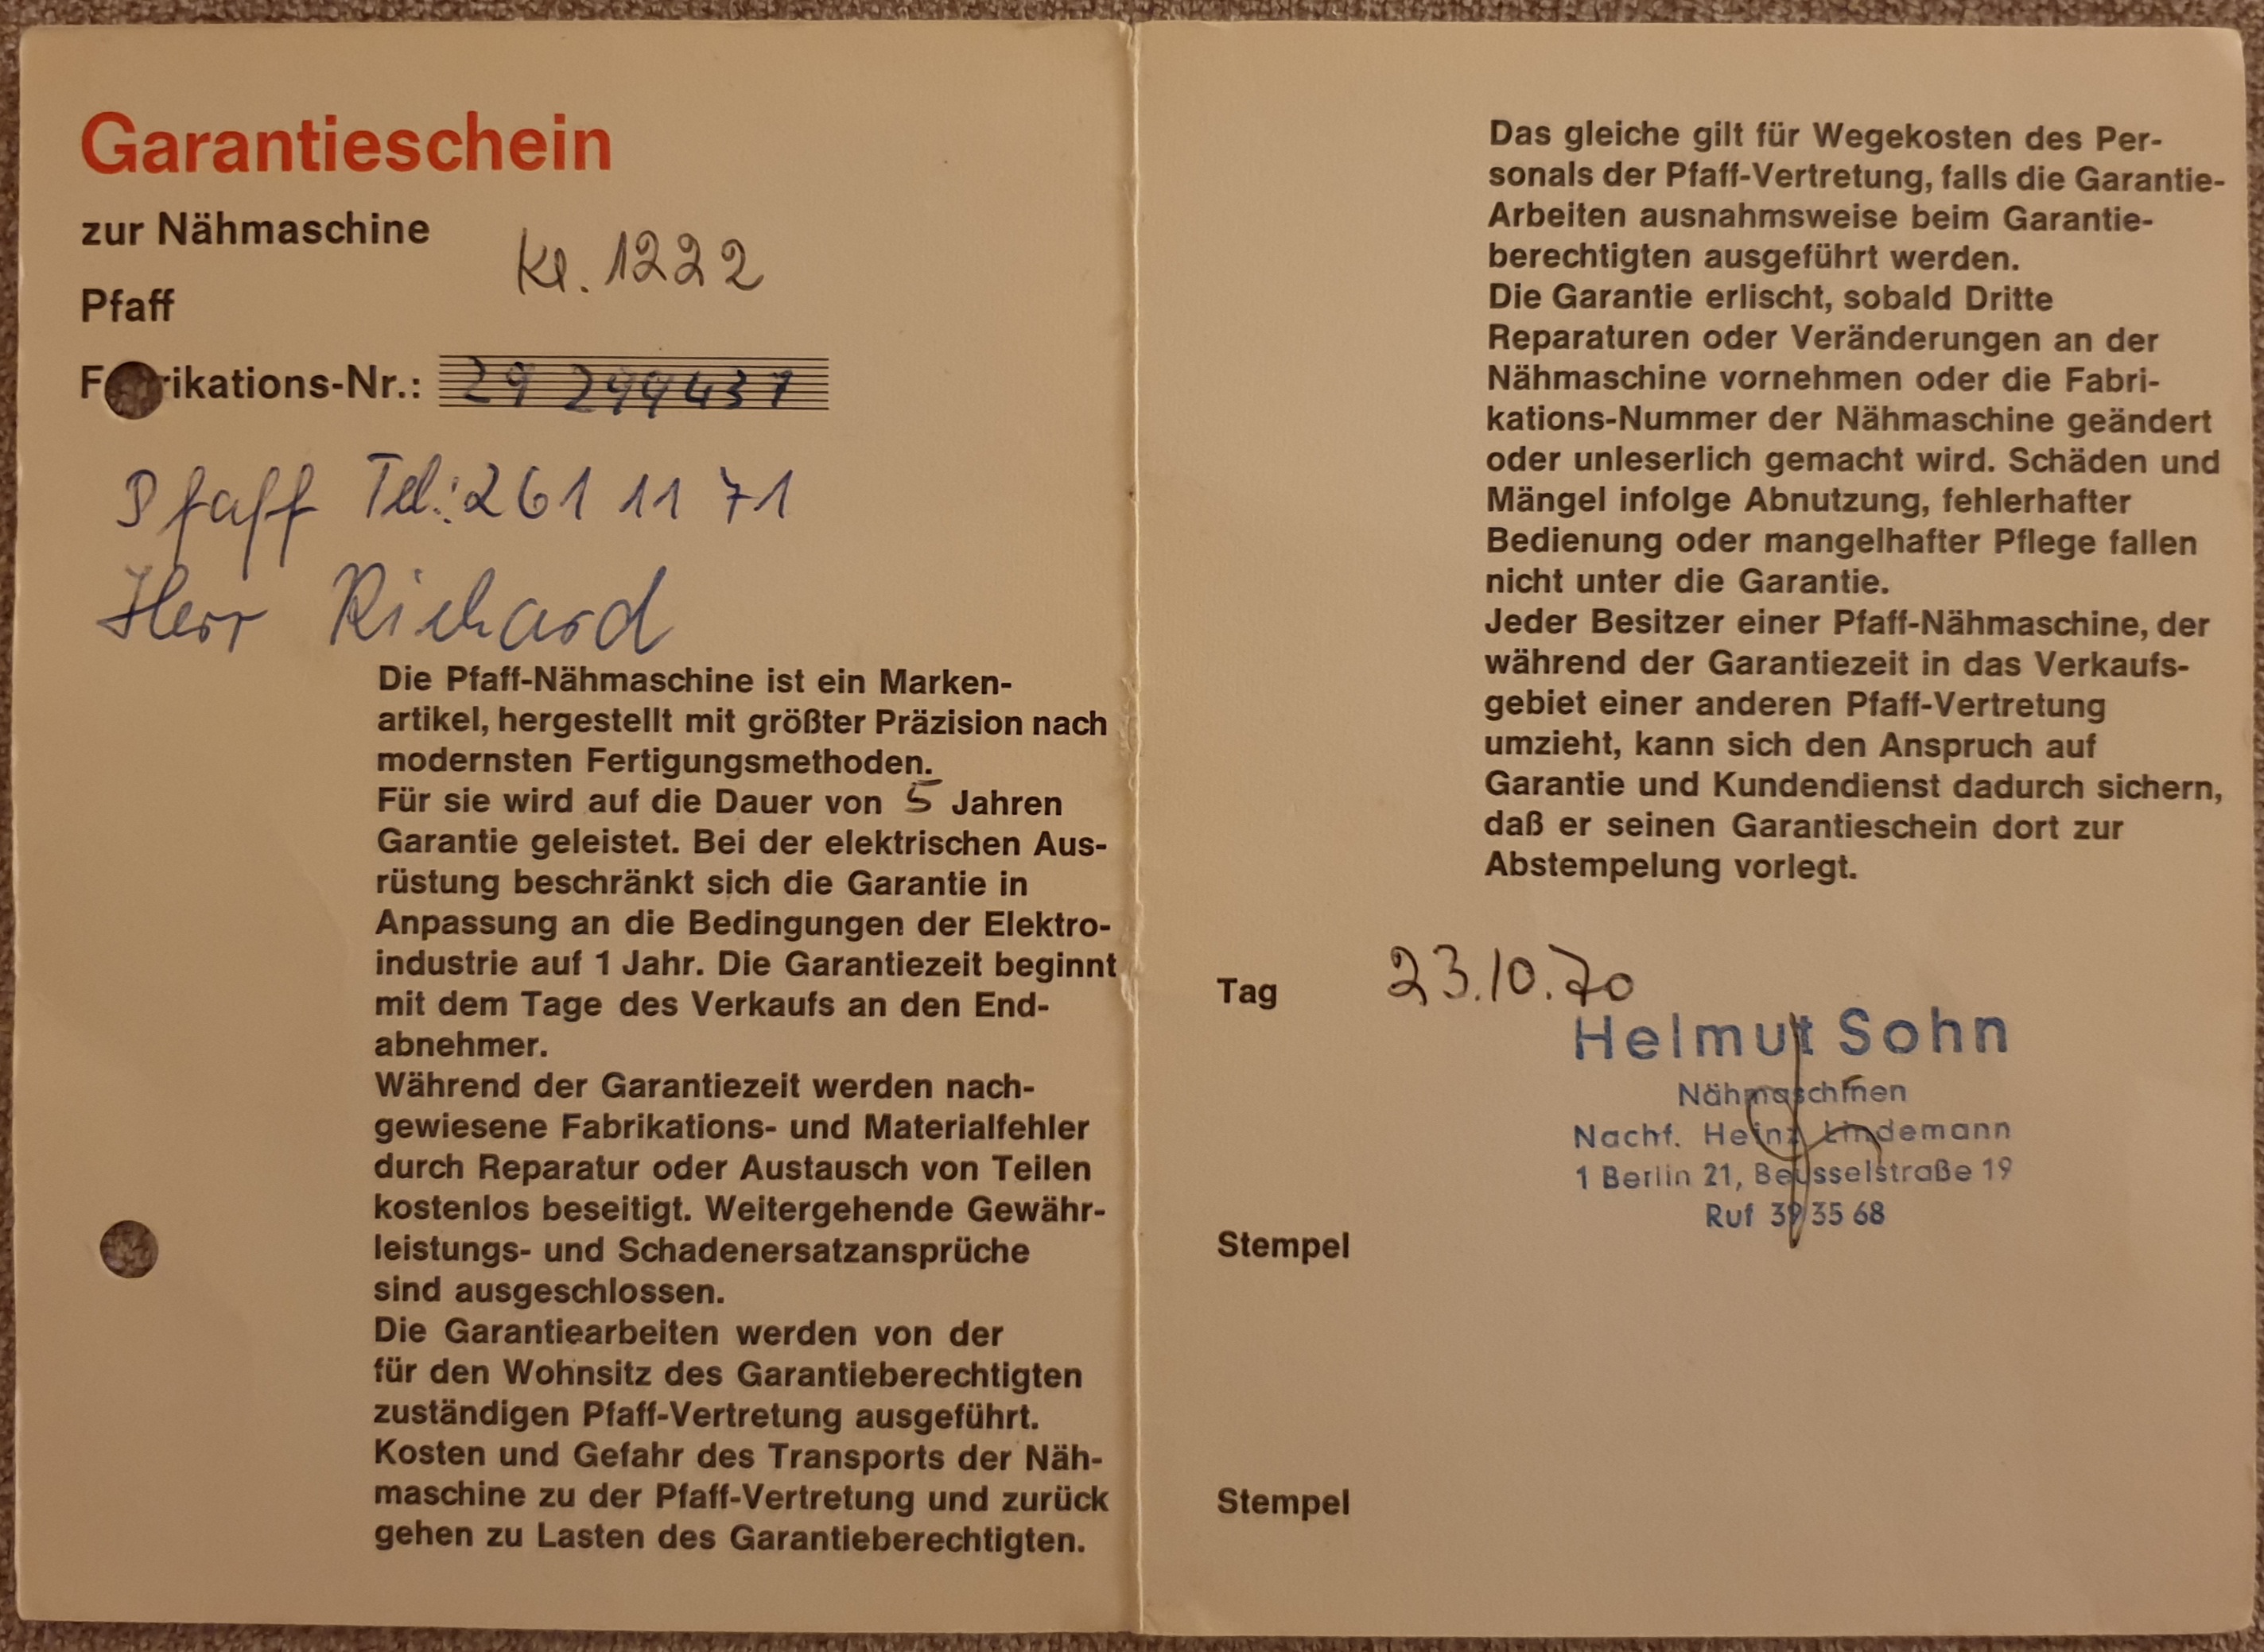 Garantieschein
zur Nähmaschine
Kl. 1222
Pfaff
Fabrikations-Nr.: 29
Pfaff Tel.: 261 11 71
Herr Richard
Die Pfaff-Nähmaschine ist ein Marken-
artikel, hergestellt mit größter Präzision nach
modernsten Fertigungsmethoden.
Für sie wird auf die Dauer von 5 Jahren
Garantie geleistet. Bei der elektrischen Aus-
rüstung beschränkt sich die Garantie in
Anpassung an die Bedingungen der Elektro-
industrie auf 1 Jahr. Die Garantiezeit beginnt
mit dem Tage des Verkaufs an den End-
abnehmer.
Während der Garantiezeit werden nach-
gewiesene Fabrikations- und Materialfehler
durch Reparatur oder Austausch von Teilen
kostenlos beseitigt. Weitergehende Gewähr-
leistungs- und Schadenersatzansprüche
sind ausgeschlossen.
Die Garantiearbeiten werden von der
für den Wohnsitz des Garantieberechtigten
zuständigen Pfaff-Vertretung ausgeführt.
Kosten und Gefahr des Transports der Näh-
maschine zu der Pfaff-Vertretung und zurück
gehen zu Lasten des Garantieberechtigten.
Das gleiche gilt für Wegekosten des Per-
sonals der Pfaff-Vertretung, falls die Garantie-
Arbeiten ausnahmsweise beim Garantie-
berechtigten ausgeführt werden.
Die Garantie erlischt, sobald Dritte
Reparaturen oder Veränderungen an der
Nähmaschine vornehmen oder die Fabri-
kations-Nummer der Nähmaschine geändert
oder unleserlich gemacht wird. Schäden und
Mängel infolge Abnutzung, fehlerhafter
Bedienung oder mangelhafter Pflege fallen
nicht unter die Garantie.
Jeder Besitzer einer Pfaff-Nähmaschine, der
während der Garantiezeit in das Verkaufs-
gebiet einer anderen Pfaff-Vertretung
umzieht, kann sich den Anspruch auf
Garantie und Kundendienst dadurch sichern,
daß er seinen Garantieschein dort zur
Abstempelung vorlegt.
Tag 23.10.70
Helmut Sohn
Nähmaschinen
Nachf. Heinz Lindemann
1 Berlin 21, Beusselstraße 19
Ruf 39 35 68
Stempel
Stempel